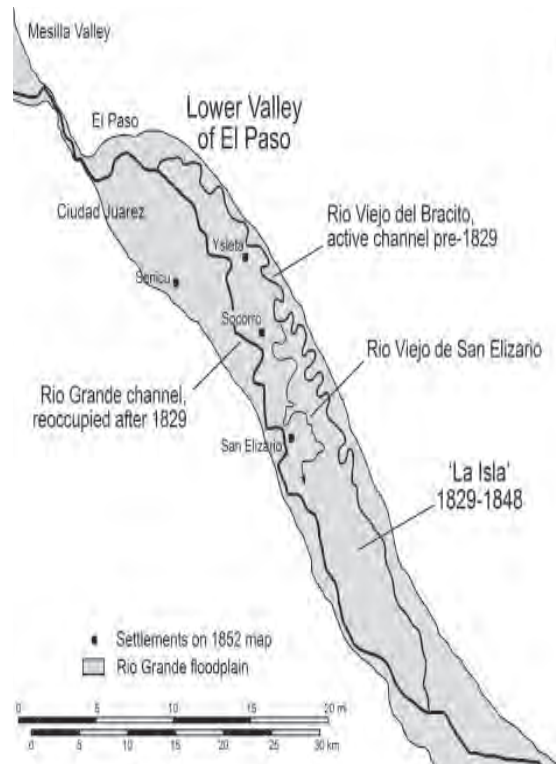 Mesilla Valley
El Paso
Lower Valley
of El Paso
Ciudad Juarez
Ysleta
Rio Viejo del Bracito,
active channel pre-1829
Senicu
Socorro
Rio Viejo de San Elizario
Rio Grande channel,
reoccupied after 1829
San Elizario
'La Isla'
1829-1848
Settlements on 1852 map
Rio Grande floodplain
0 5 10 15 20 mi
0 5 10 15 20 25 30 km